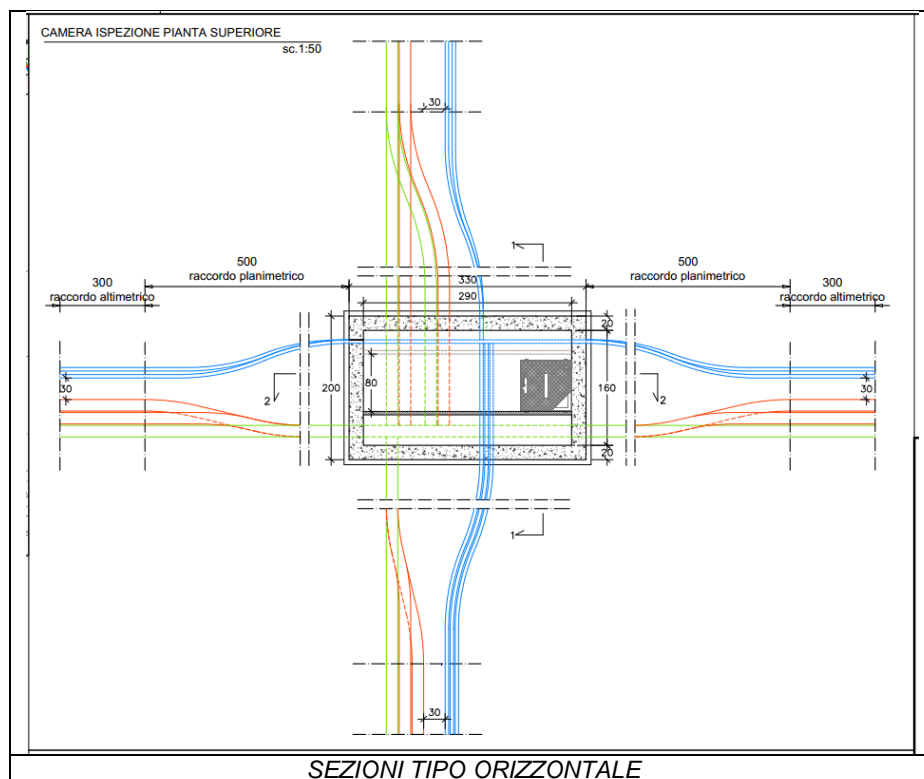 CAMERA ISPEZIONE PIANTA SUPERIORE
sc.1:50
30
1
500
raccordo planimetrico
330
500
raccordo planimetrico
300
raccordo altimetrico
290
300
raccordo altimetrico
20
30
2
200
80
160
2
30
20
1
30
SEZIONI TIPO ORIZZONTALE